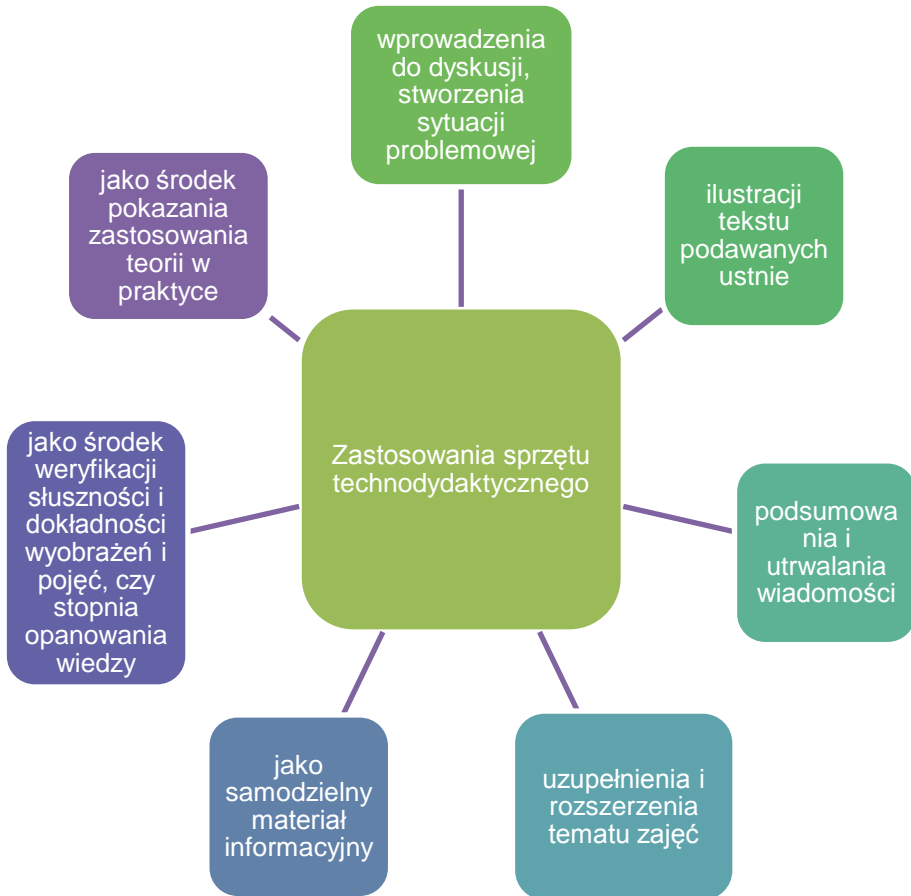 wprowadzenia
do dyskusji,
stworzenia
sytuacji
problemowej
ilustracji
tekstu
podawanych
ustnie
podsumowa
nia i
utrwalania
wiadomości
uzupełnienia i
rozszerzenia
tematu zajęć
jako
samodzielny
materiał
informacyjny
jako środek
weryfikacji
słuszności i
dokładności
wyobrażeń i
pojęć, czy
stopnia
opanowania
wiedzy
jako środek
pokazania
zastosowania
teorii w
praktyce
Zastosowania sprzętu
technodydaktycznego